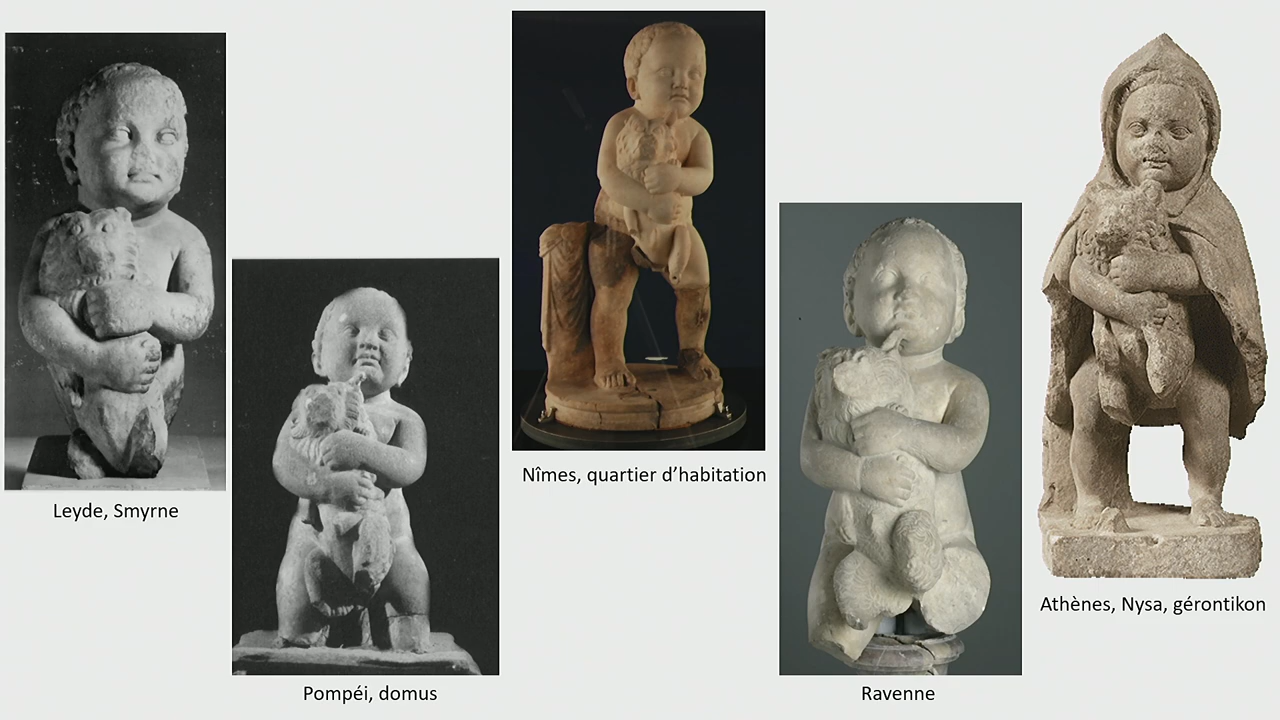 Leyde, Smyrne
Pompéi, domus
Nîmes, quartier d’habitation
Ravenne
Athènes, Nysa, gérontikon